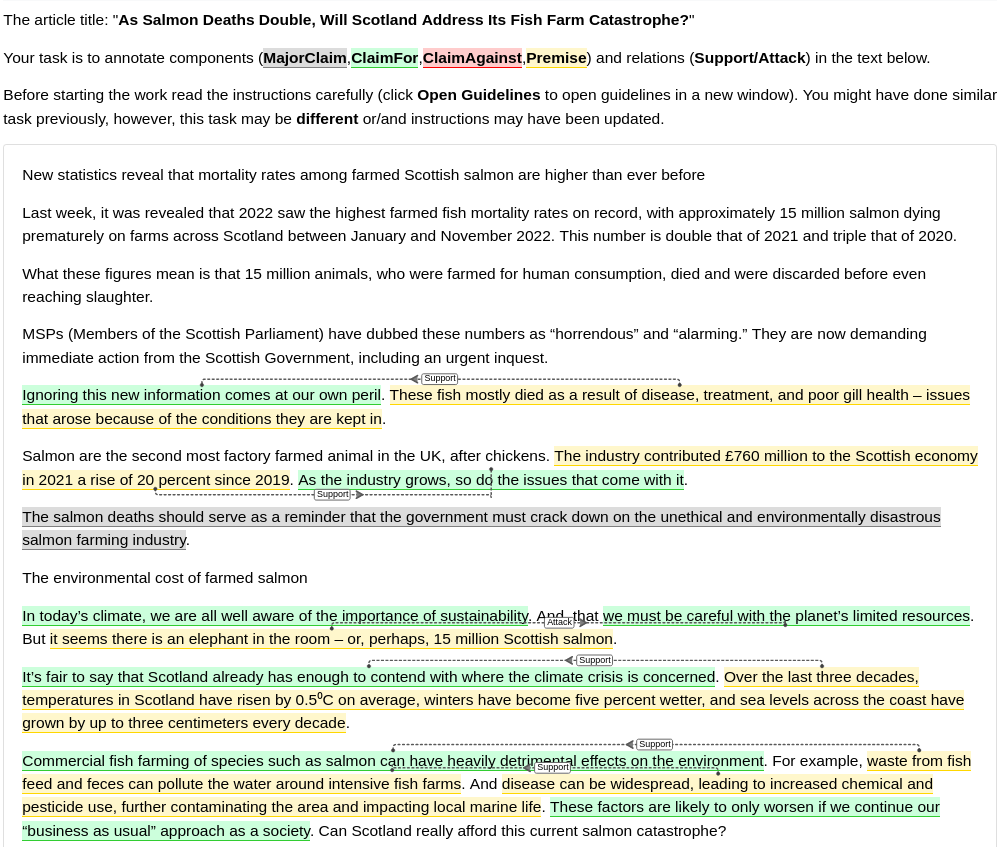 The article title: "As Salmon Deaths Double, Will Scotland Address Its Fish Farm Catastrophe?"
Your task is to annotate components (MajorClaim,ClaimFor,ClaimAgainst,Premise) and relations (Support/Attack) in the text below.
Before starting the work read the instructions carefully (click Open Guidelines to open guidelines in a new window). You might have done similar
task previously, however, this task may be different or/and instructions may have been updated.
New statistics reveal that mortality rates among farmed Scottish salmon are higher than ever before
Last week, it was revealed that 2022 saw the highest farmed fish mortality rates on record, with approximately 15 million salmon dying
prematurely on farms across Scotland between January and November 2022. This number is double that of 2021 and triple that of 2020.
What these figures mean is that 15 million animals, who were farmed for human consumption, died and were discarded before even
reaching slaughter.
MSPs (Members of the Scottish Parliament) have dubbed these numbers as “horrendous” and “alarming.” They are now demanding
immediate action from the Scottish Government, including an urgent inquest.
Support
Ignoring this new information comes at our own peril. These fish mostly died as a result of disease, treatment, and poor gill health – issues
that arose because of the conditions they are kept in.
Salmon are the second most factory farmed animal in the UK, after chickens. The industry contributed £760 million to the Scottish economy
in 2021 a rise of 20 percent since 2019. As the industry grows, so do the issues that come with it.
Support
The salmon deaths should serve as a reminder that the government must crack down on the unethical and environmentally disastrous
salmon farming industry.
The environmental cost of farmed salmon
In today’s climate, we are all well aware of the importance of sustainability. And, that we must be careful with the planet’s limited resources.
Attack
But it seems there is an elephant in the room – or, perhaps, 15 million Scottish salmon.
Support
It’s fair to say that Scotland already has enough to contend with where the climate crisis is concerned. Over the last three decades,
temperatures in Scotland have risen by 0.5⁰C on average, winters have become five percent wetter, and sea levels across the coast have
grown by up to three centimeters every decade.
Support
Commercial fish farming of species such as salmon can have heavily detrimental effects on the environment. For example, waste from fish
Support
feed and feces can pollute the water around intensive fish farms. And disease can be widespread, leading to increased chemical and
pesticide use, further contaminating the area and impacting local marine life. These factors are likely to only worsen if we continue our
“business as usual” approach as a society. Can Scotland really afford this current salmon catastrophe?